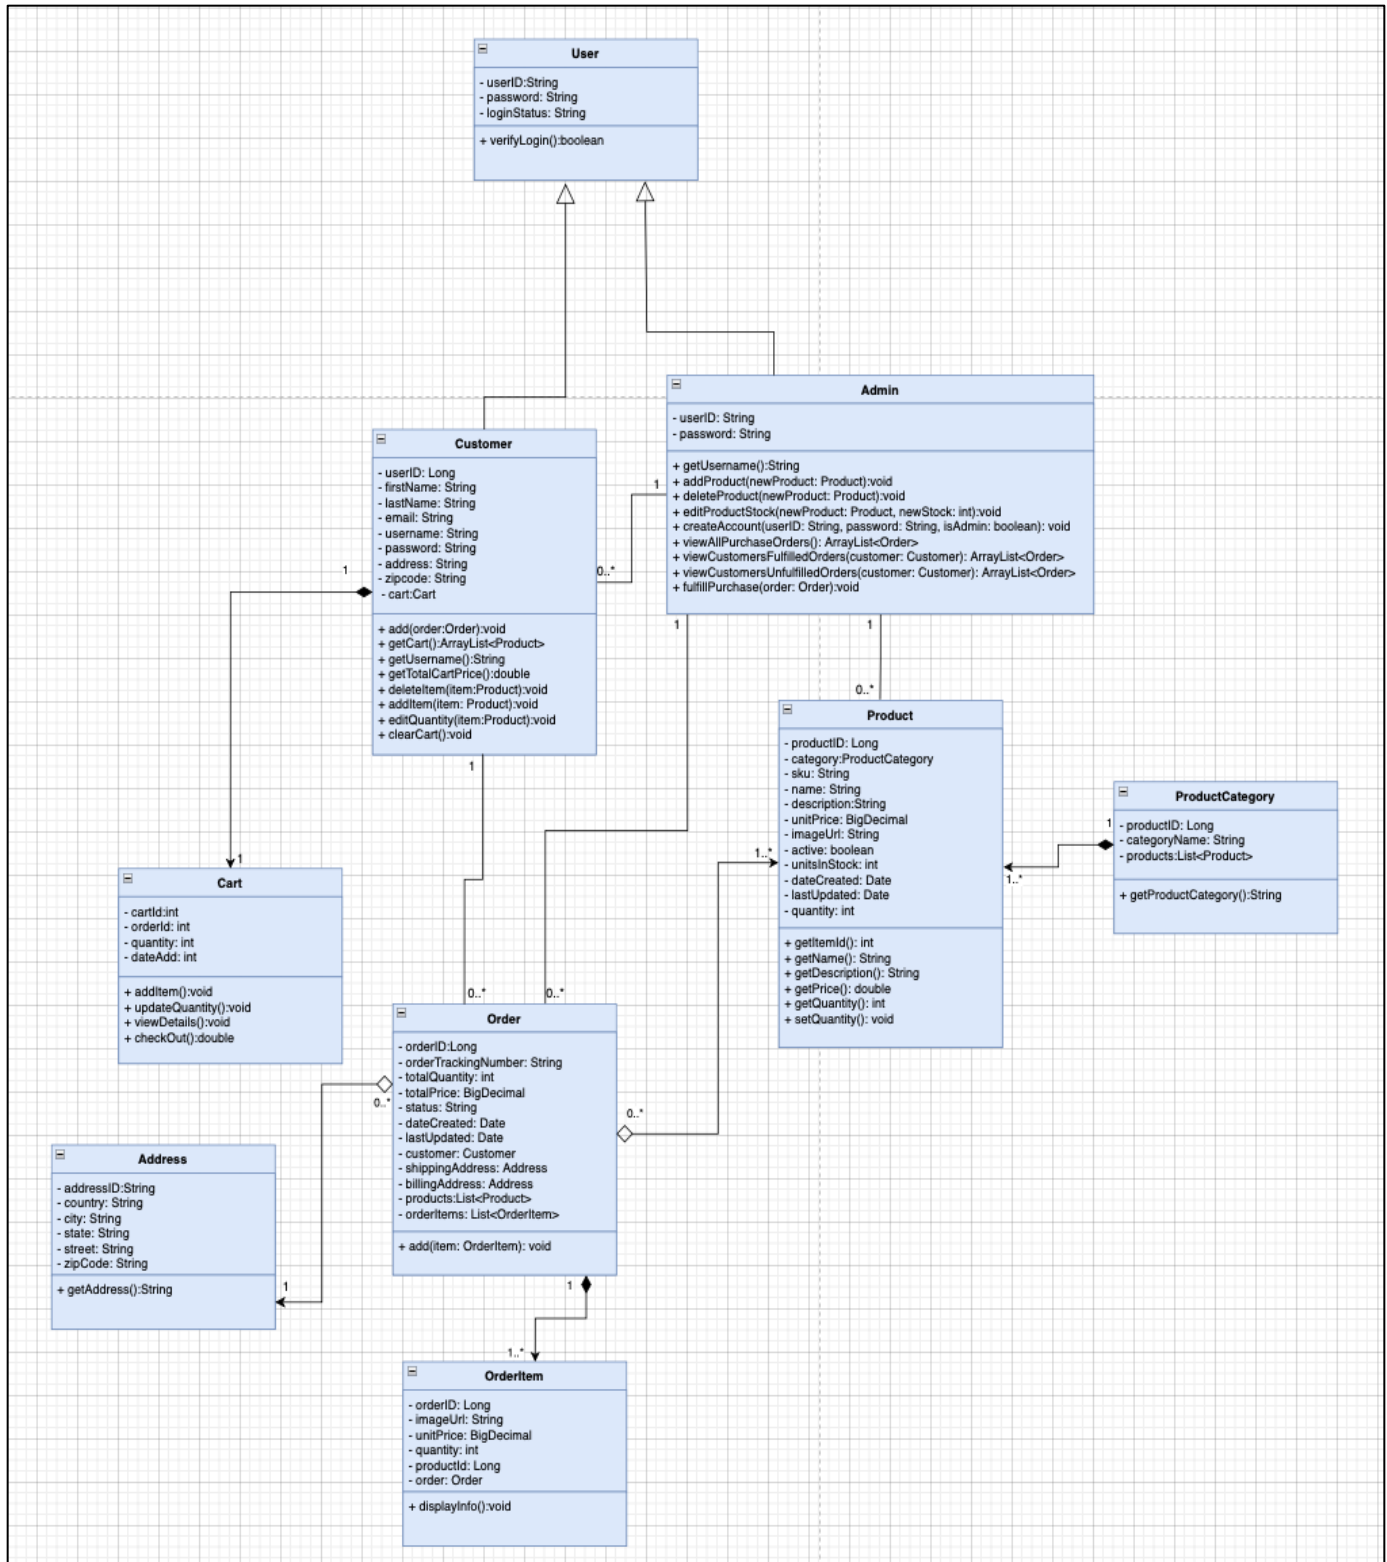 User
- userID:String
- password: String
- loginStatus: String
+ verifyLogin():boolean
Admin
- userID: String
- password: String
+ getUsername():String
+ addProduct(newProduct: Product):void
+ deleteProduct(newProduct: Product):void
+ editProductStock(newProduct: Product, newStock: int):void
+ createAccount(userID: String, password: String, isAdmin: boolean): void
+ viewAllPurchaseOrders(): ArrayList<Order>
+ viewCustomersFulfilledOrders(customer: Customer): ArrayList<Order>
+ viewCustomersUnfulfilledOrders(customer: Customer): ArrayList<Order>
+ fulfillPurchase(order: Order):void
Customer
- userID: Long
- firstName: String
- lastName: String
- email: String
- username: String
- password: String
- address: String
- zipcode: String
- cart:Cart
+ add(order:Order):void
+ getCart():ArrayList<Product>
+ getUsername():String
+ getTotalCartPrice():double
+ deleteItem(item:Product):void
+ addItem(item: Product):void
+ editQuantity(item:Product):void
+ clearCart():void
1
0..*
1
1
1
0..*
1
Product
- productID: Long
- category:ProductCategory
- sku: String
- name: String
- description:String
- unitPrice: BigDecimal
- imageUrl: String
- active: boolean
- unitsInStock: int
- dateCreated: Date
- lastUpdated: Date
- quantity: int
+ getItemId(): int
+ getName(): String
+ getDescription(): String
+ getPrice(): double
+ getQuantity(): int
+ setQuantity(): void
ProductCategory
- productID: Long
- categoryName: String
- products:List<Product>
+ getProductCategory():String
1
1..*
1..*
1
Cart
- cartId:int
- orderId: int
- quantity: int
- dateAdd: int
+ addItem():void
+ updateQuantity():void
+ viewDetails():void
+ checkOut():double
0..*
0..*
Order
- orderID:Long
- orderTrackingNumber: String
- totalQuantity: int
- totalPrice: BigDecimal
- status: String
- dateCreated: Date
- lastUpdated: Date
- customer: Customer
- shippingAddress: Address
- billingAddress: Address
- products:List<Product>
- orderItems: List<OrderItem>
+ add(item: OrderItem): void
0..*
0..*
Address
- addressID:String
- country: String
- city: String
- state: String
- street: String
- zipCode: String
+ getAddress():String
1
1
1..*
OrderItem
- orderID: Long
- imageUrl: String
- unitPrice: BigDecimal
- quantity: int
- productId: Long
- order: Order
+ displayInfo():void